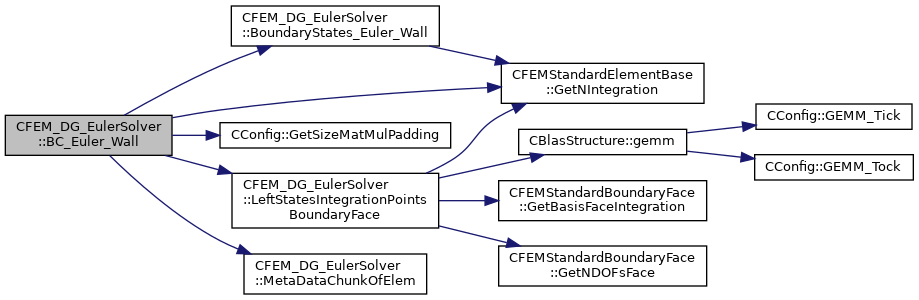 CFEM_DG_EulerSolver
::BC_Euler_Wall
CFEM_DG_EulerSolver
::BoundaryStates_Euler_Wall
CFEMStandardElementBase
::GetNIntegration
CConfig::GetSizeMatMulPadding
CFEM_DG_EulerSolver
::LeftStatesIntegrationPoints
BoundaryFace
CBlasStructure::gemm
CConfig::GEMM_Tick
CConfig::GEMM_Tock
CFEMStandardBoundaryFace
::GetBasisFaceIntegration
CFEMStandardBoundaryFace
::GetNDOFsFace
CFEM_DG_EulerSolver
::MetaDataChunkOfElem